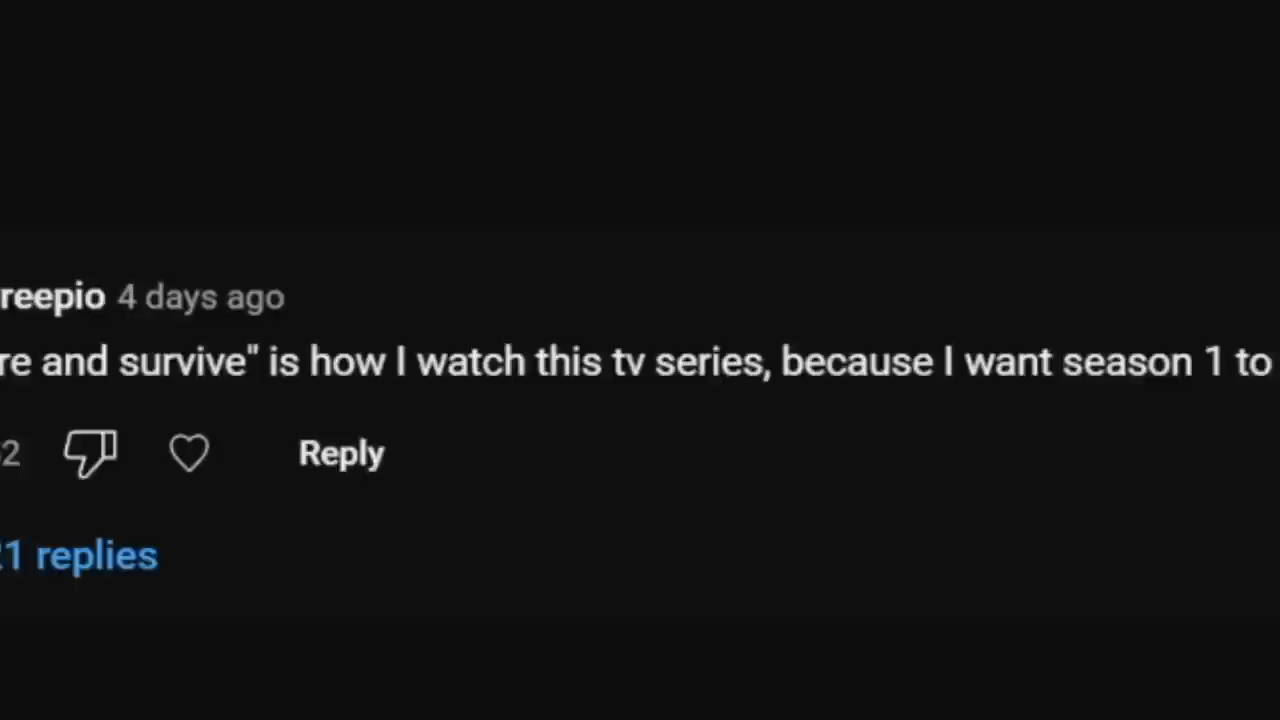 reepio 4 days ago
re and survive" is how I watch this tv series, because I want season 1 to
2
Reply
1 replies